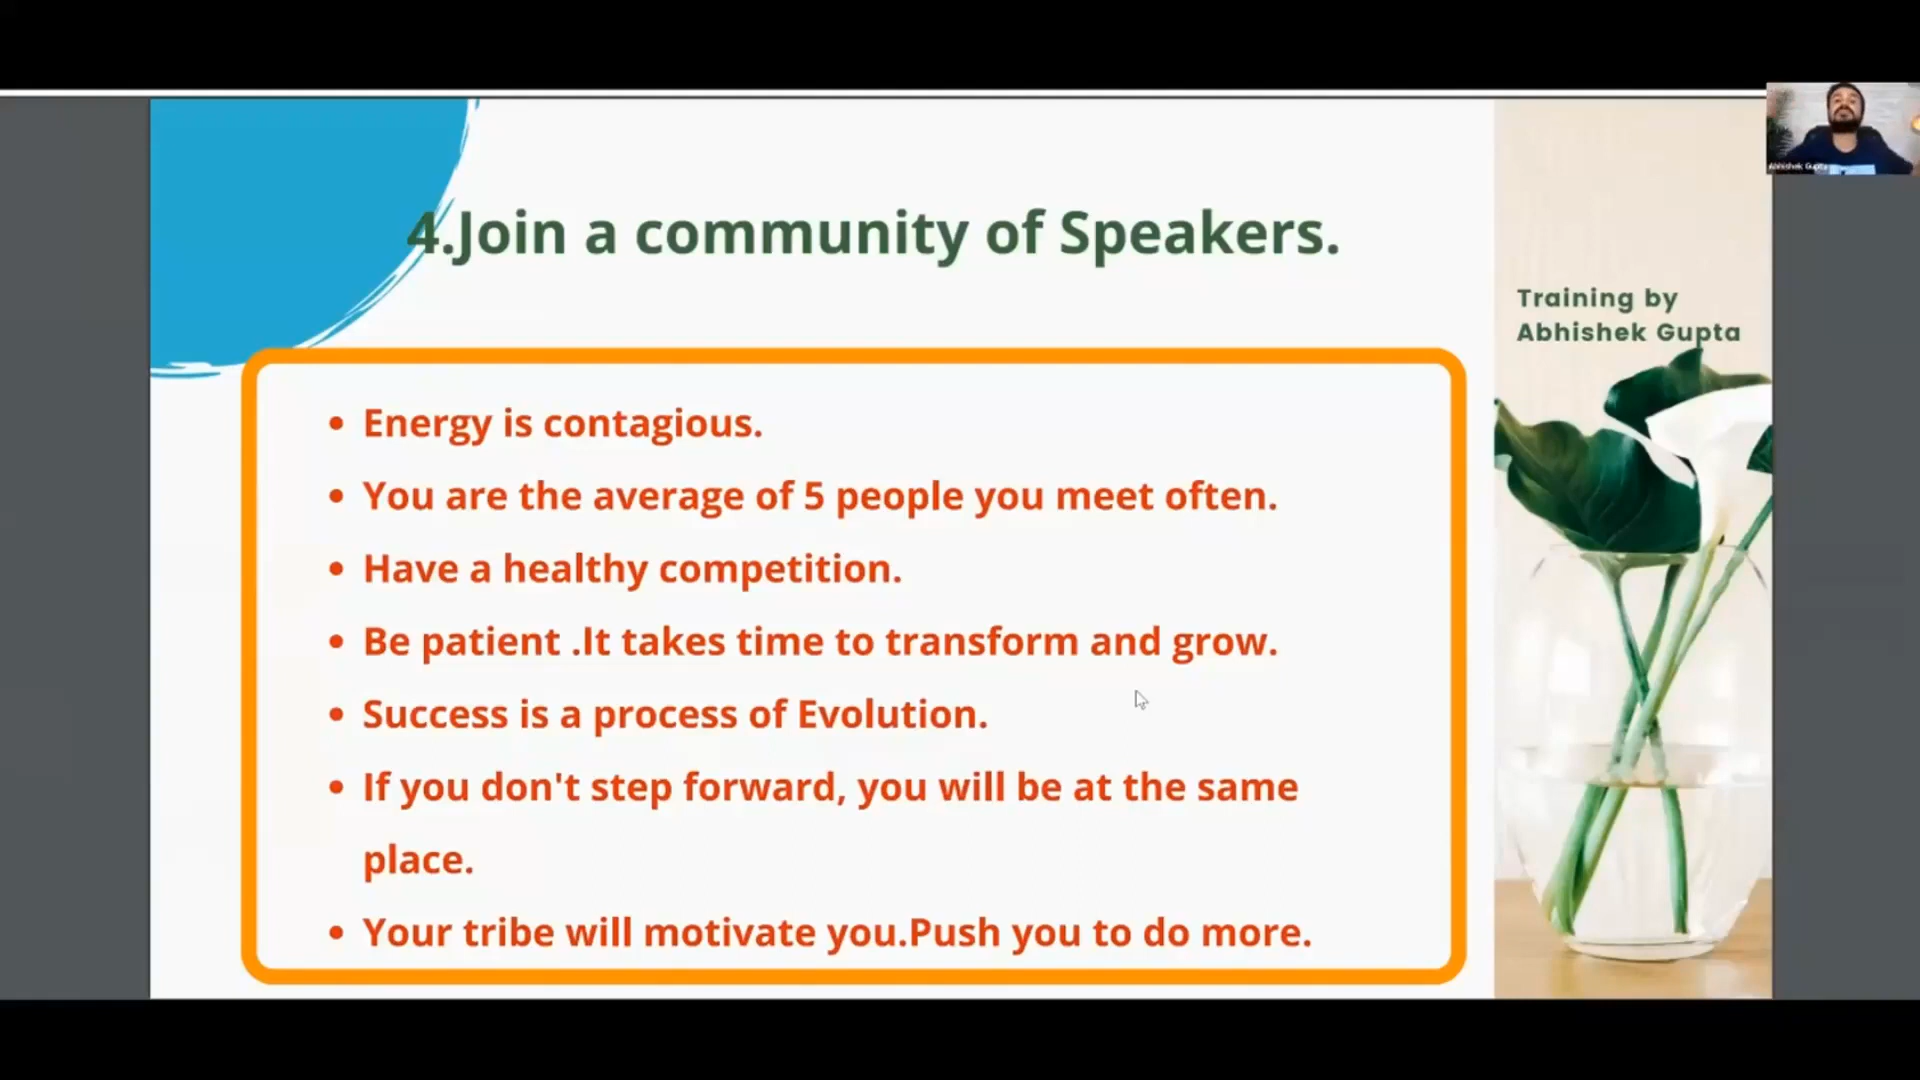 4.Join a community of Speakers.
Training by
Abhishek Gupta
• Energy is contagious.
• You are the average of 5 people you meet often.
• Have a healthy competition.
• Be patient .It takes time to transform and grow.
• Success is a process of Evolution.
• If you don't step forward, you will be at the same
place.
• Your tribe will motivate you.Push you to do more.
Abhishek Gupta